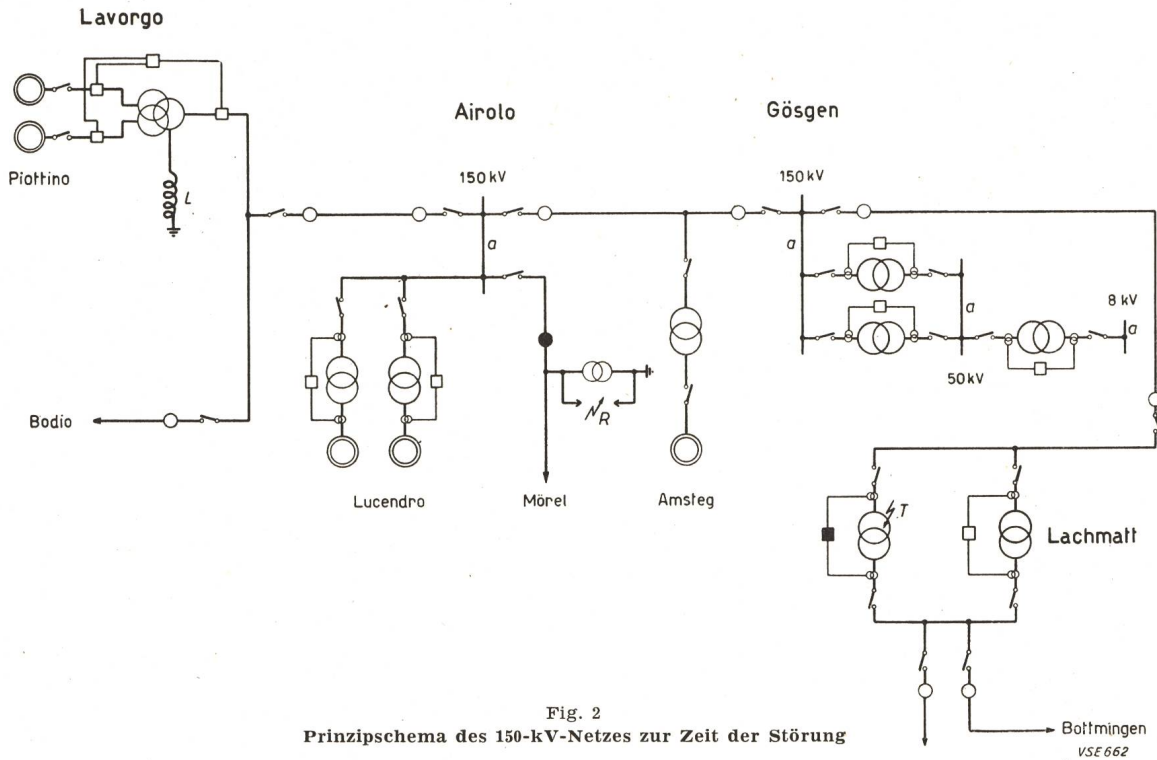 Lavorgo
Piottino
L
Airolo
150 kV
a
Gösgen
150 kV
a
a
8 kV
a
50 kV
Bodio
Lucendro
R
Mörel
Amsteg
T
Lachmatt
Bottmingen
VSE 662
Fig. 2
Prinzipschema des 150-kV-Netzes zur Zeit der Störung